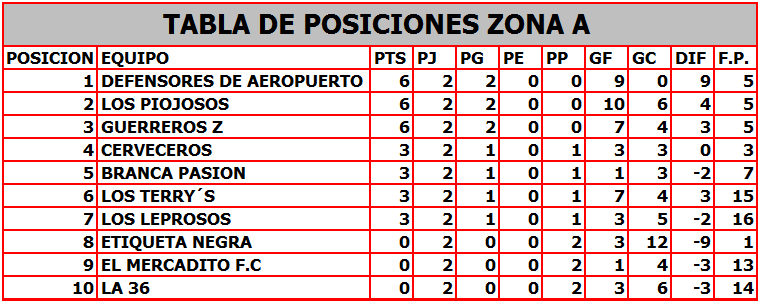 TABLA DE POSICIONES ZONA A
POSICION EQUIPO PTS PJ PG PE PP GF GC DIF F.P.
1 DEFENSORES DE AEROPUERTO 6 2 2 0 0 9 0 9 5
2 LOS PIOJOSOS 6 2 2 0 0 10 6 4 5
3 GUERREROS Z 6 2 2 0 0 7 4 3 5
4 CERVECEROS 3 2 1 0 1 3 3 0 3
5 BRANCA PASION 3 2 1 0 1 1 3 -2 7
6 LOS TERRY´S 3 2 1 0 1 7 4 3 15
7 LOS LEPROSOS 3 2 1 0 1 3 5 -2 16
8 ETIQUETA NEGRA 0 2 0 0 2 3 12 -9 1
9 EL MERCADITO F.C 0 2 0 0 2 1 4 -3 13
10 LA 36 0 2 0 0 2 3 6 -3 14